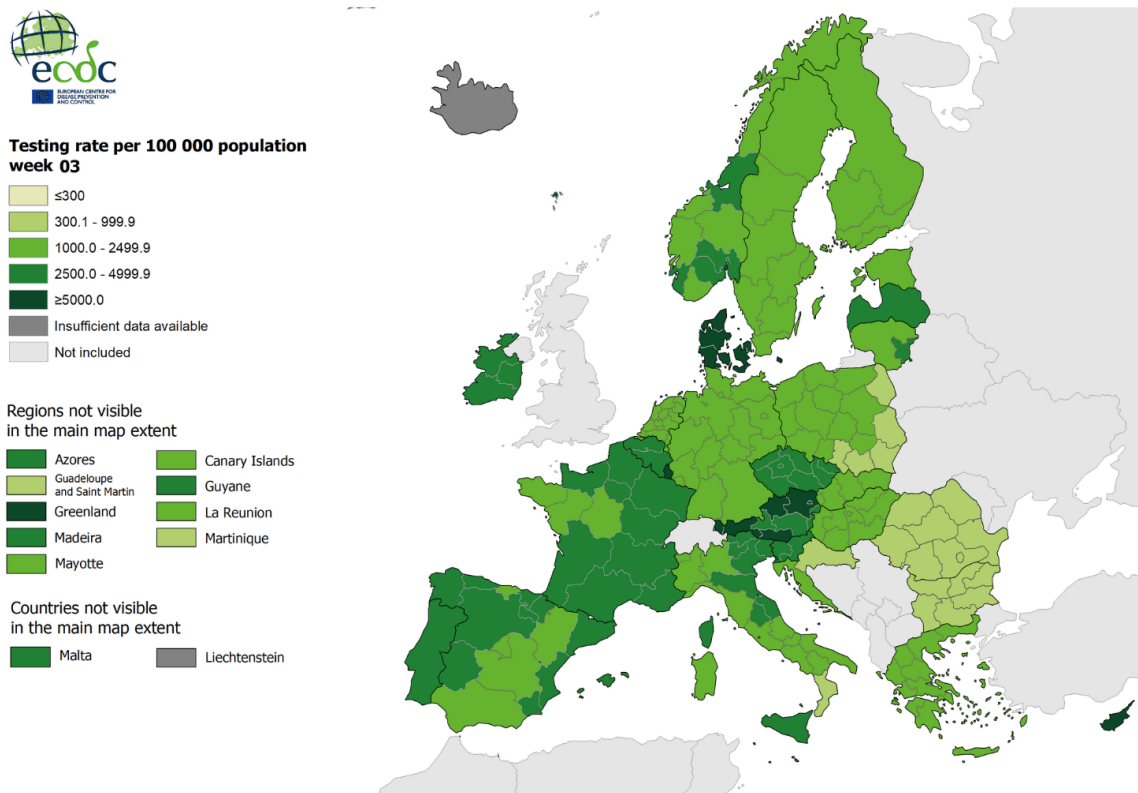 ecdc
EUROPEAN CENTRE FOR
DISEASE PREVENTION
AND CONTROL
Testing rate per 100 000 population
week 03
≤300
300.1 - 999.9
1000.0 - 2499.9
2500.0 - 4999.9
≥5000.0
Insufficient data available
Not included
Regions not visible
in the main map extent
Azores
Canary Islands
Guadeloupe
and Saint Martin
Guyane
Greenland
La Reunion
Madeira
Martinique
Mayotte
Countries not visible
in the main map extent
Malta
Liechtenstein